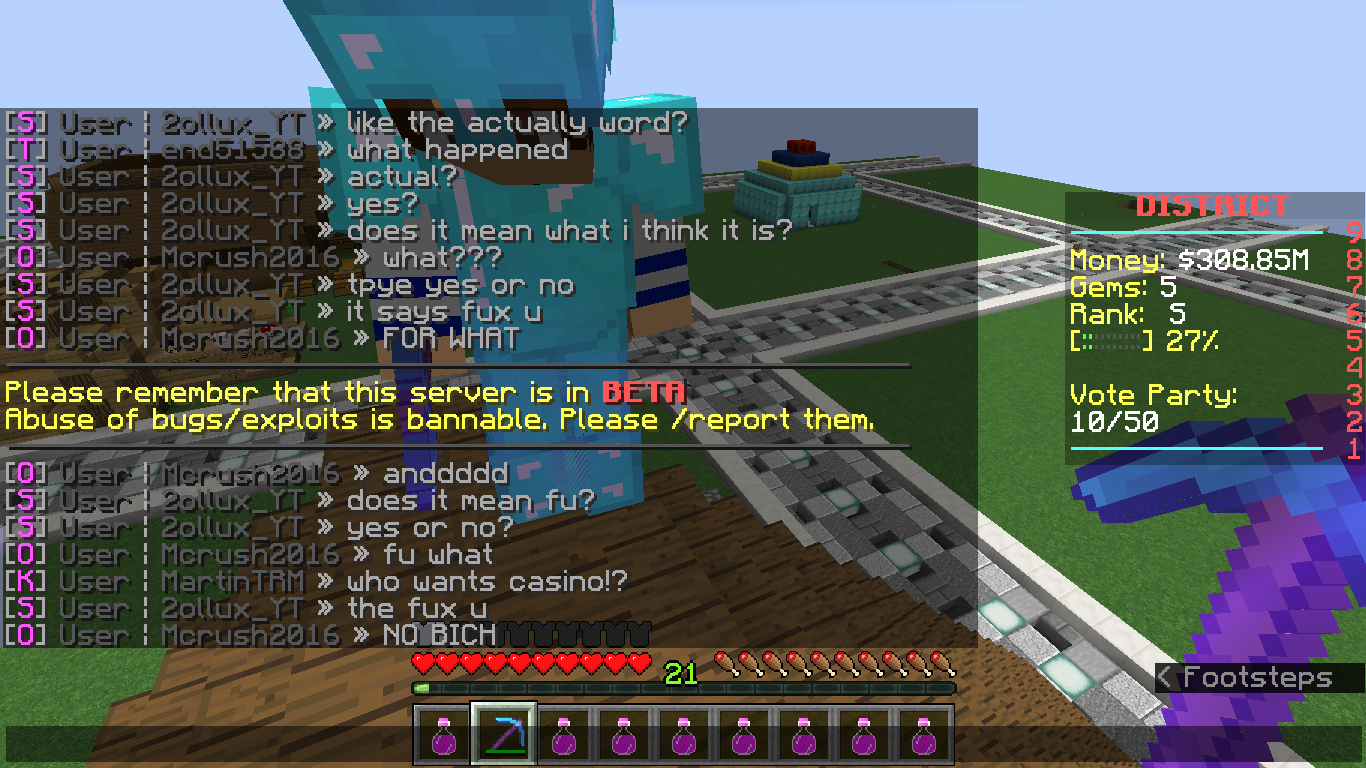 [S] User ¦ 2ollux_YT » like the actually word?
[T] User ¦ end51588 » what happened
[S] User ¦ 2ollux_YT » actual?
[S] User ¦ 2ollux_YT » yes?
[S] User ¦ 2ollux_YT » does it mean what i think it is?
[O] User ¦ Mcrush2016 » what???
[S] User ¦ 2ollux_YT » tpye yes or no
[S] User ¦ 2ollux_YT » it says fux u
[O] User ¦ Mcrush2016 » FOR WHAT
Please remember that this server is in BETA
Abuse of bugs/exploits is bannable. Please /report them.
[O] User ¦ Mcrush2016 » anddddd
[S] User ¦ 2ollux_YT » does it mean fu?
[S] User ¦ 2ollux_YT » yes or no?
[O] User ¦ Mcrush2016 » fu what
[K] User ¦ MartinTRM » who wants casino!?
[S] User ¦ 2ollux_YT » the fux u
[O] User ¦ Mcrush2016 » NO BICH
DISTRICT
9
Money: $308.85M 8
Gems: 5 7
Rank: 5 6
[::::::::::] 27% 5
4
Vote Party: 3
10/50 2
1
< Footsteps
21